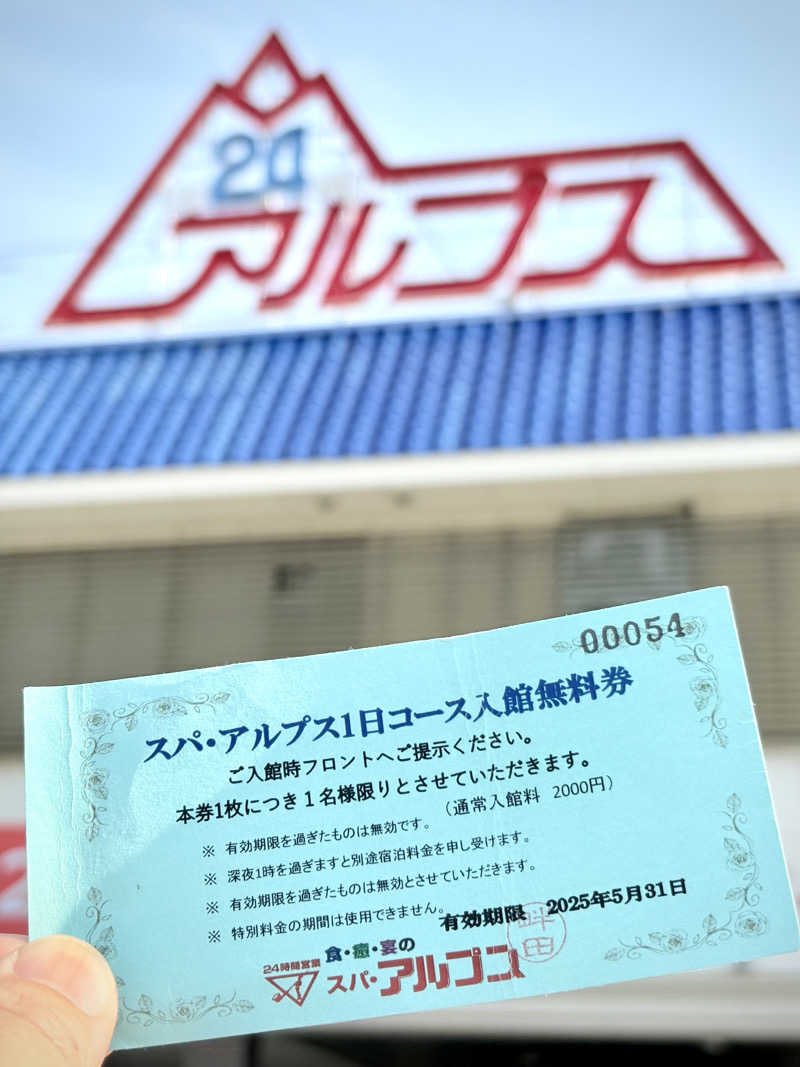 24
アルプス
00054
スパ・アルプス1日コース入館無料券
ご入館時フロントへご提示ください。
本券1枚につき1名様限りとさせていただきます。
（通常入館料 2000円）
※ 有効期限を過ぎたものは無効です。
※ 深夜1時を過ぎますと別途宿泊料金を申し受けます。
※ 有効期限を過ぎたものは無効とさせていただきます。
※ 特別料金の期間は使用できません。
有効期限 2025年5月31日
畔田
24時間営業
食・癒・宴の
スパ・アルプス